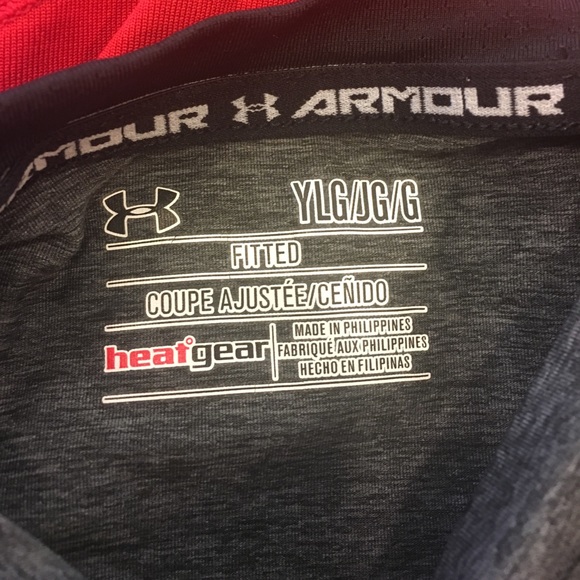 ARMOUR ARMOUR
YLG/JG/G
FITTED
COUPE AJUSTÉE/CEÑIDO
heatgear
MADE IN PHILIPPINES
FABRIQUÉ AUX PHILIPPINES
HECHO EN FILIPINAS